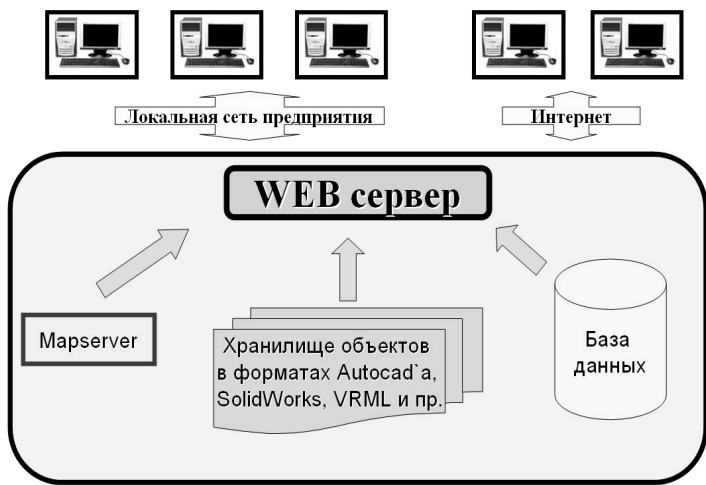 Локальная сеть предприятия
Интернет
WEB сервер
Mapserver
Хранилище объектов
в форматах Autocad`а,
SolidWorks, VRML и пр.
База
данных